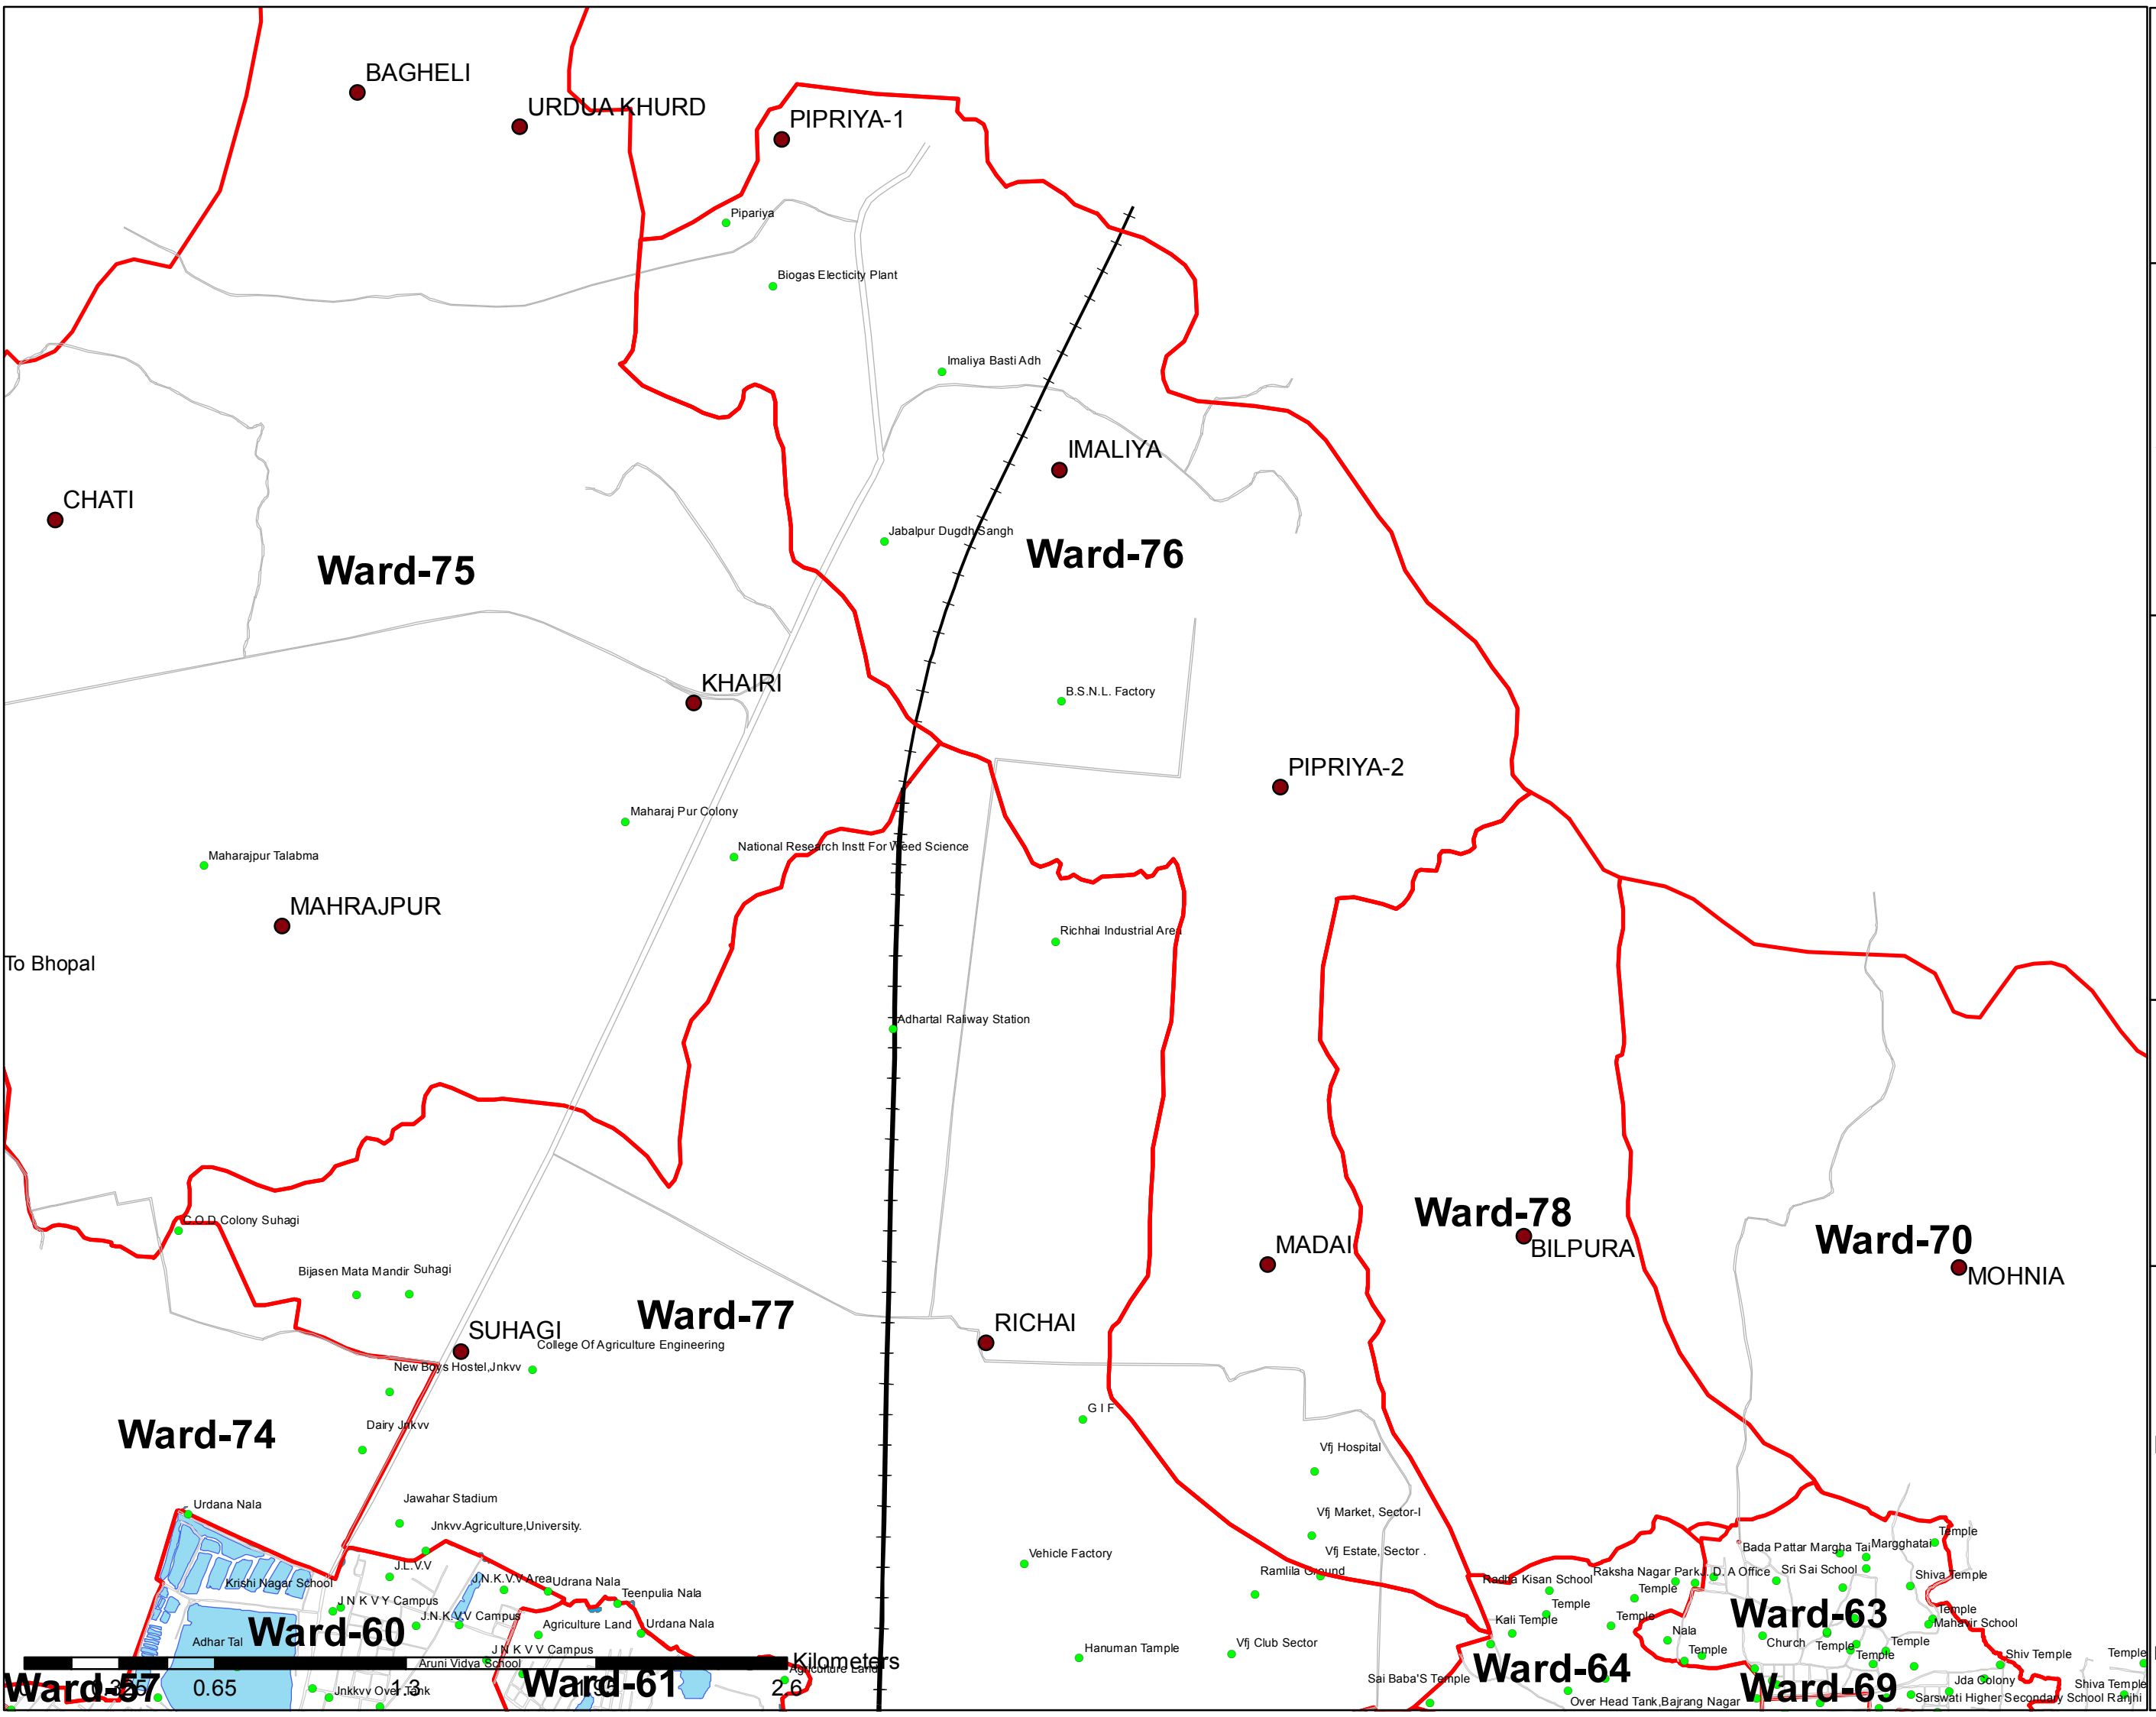 BAGHELI
URDUA KHURD
PIPRIYA-1
Pipariya
Biogas Electicity Plant
Imaliya Basti Adh
IMALIYA
CHATI
Jabalpur Dugdh Sangh
Ward-75
Ward-76
KHAIRI
B.S.N.L. Factory
PIPRIYA-2
Maharaj Pur Colony
National Research Instt For Weed Science
Maharajpur Talabma
MAHRAJPUR
Richhai Industrial Area
To Bhopal
Adhartal Raliway Station
C O D Colony Suhagi
Ward-78
BILPURA
Ward-70
MOHNIA
MADAI
Bijasen Mata Mandir
Suhagi
Ward-77
SUHAGI
RICHAI
College Of Agriculture Engineering
New Boys Hostel,Jnkvv
G I F
Ward-74
Dairy Jnkvv
Vfj Hospital
Urdana Nala
Jawahar Stadium
Vfj Market, Sector-I
Jnkvv.Agriculture,University.
Vfj Estate, Sector .
Temple
Bada Pattar Margha Tai
Margghatai
J.L.V.V
Vehicle Factory
Ramlila Ground
Radha Kisan School
Raksha Nagar Park
J. D. A Office
Sri Sai School
Shiva Temple
Krishi Nagar School
J.N.K.V.V Area
Udrana Nala
Teenpulia Nala
Temple
J N K V Y Campus
J.N.K.V.V Campus
Agriculture Land
Urdana Nala
Temple
Kali Temple
Temple
Ward-63
Temple
Mahavir School
Adhar Tal
Ward-60
J N K V V Campus
Hanuman Tample
Vfj Club Sector
Nala
Temple
Church
Temple
Temple
Temple
Aruni Vidya School
Kilometers
Agriculture Land
Sai Baba'S Temple
Ward-64
Shiv Temple
Temple
Ward-57
0.325
0.65
Jnkkvv Over Tank
1.3
Ward-61
1.95
2.6
Over Head Tank,Bajrang Nagar
Ward-69
Jda Colony
Shiva Temple
Sarswati Higher Secondary School Ranjhi